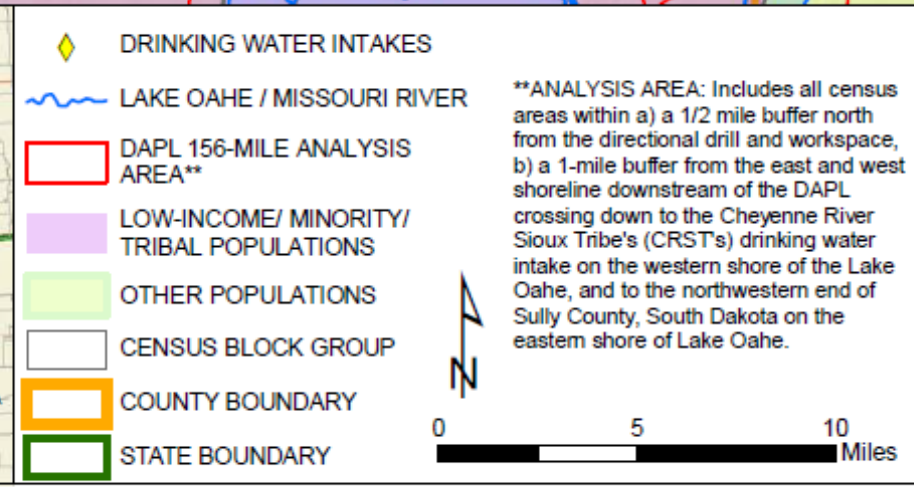 DRINKING WATER INTAKES
LAKE OAHE / MISSOURI RIVER
DAPL 156-MILE ANALYSIS
AREA**
LOW-INCOME/ MINORITY/
TRIBAL POPULATIONS
OTHER POPULATIONS
CENSUS BLOCK GROUP
COUNTY BOUNDARY
STATE BOUNDARY
**ANALYSIS AREA: Includes all census
areas within a) a 1/2 mile buffer north
from the directional drill and workspace,
b) a 1-mile buffer from the east and west
shoreline downstream of the DAPL
crossing down to the Cheyenne River
Sioux Tribe's (CRST's) drinking water
intake on the western shore of the Lake
Oahe, and to the northwestern end of
Sully County, South Dakota on the
eastern shore of Lake Oahe.
N
0 5 10
Miles